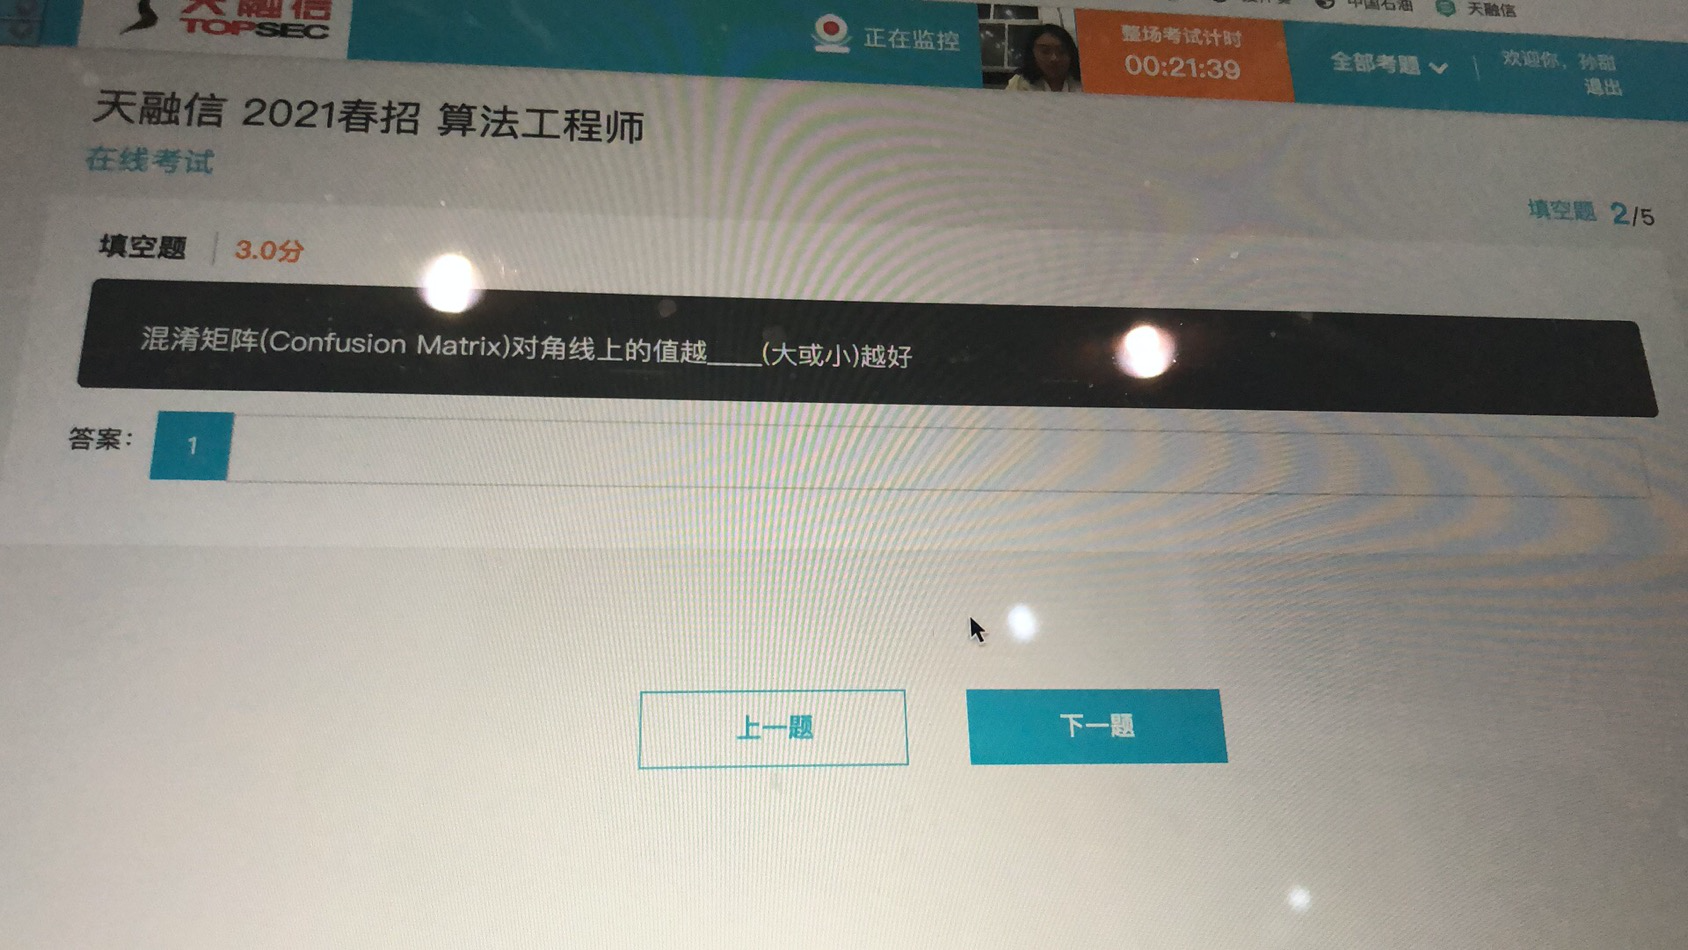 中国石油
天融信
天融信
TOPSEC
正在监控
整场考试计时
00:21:39
全部考题
欢迎你，孙甜
退出
天融信 2021春招 算法工程师
在线考试
填空题 2/5
填空题 3.0分
混淆矩阵(Confusion Matrix)对角线上的值越____(大或小)越好
答案：
1
上一题
下一题